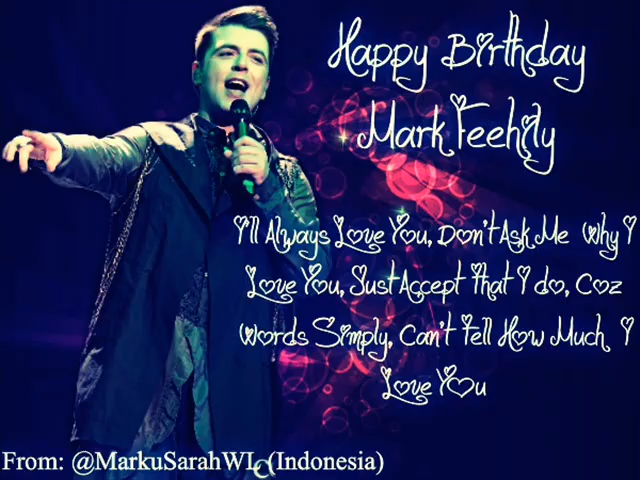 Happy Birthday
Mark Feehily
I'll Always Love You, Don't Ask Me Why I
Love You, Just Accept That I do, Coz
Words Simply, Can't Tell How Much I
Love You
From: @MarkuSarahWL (Indonesia)